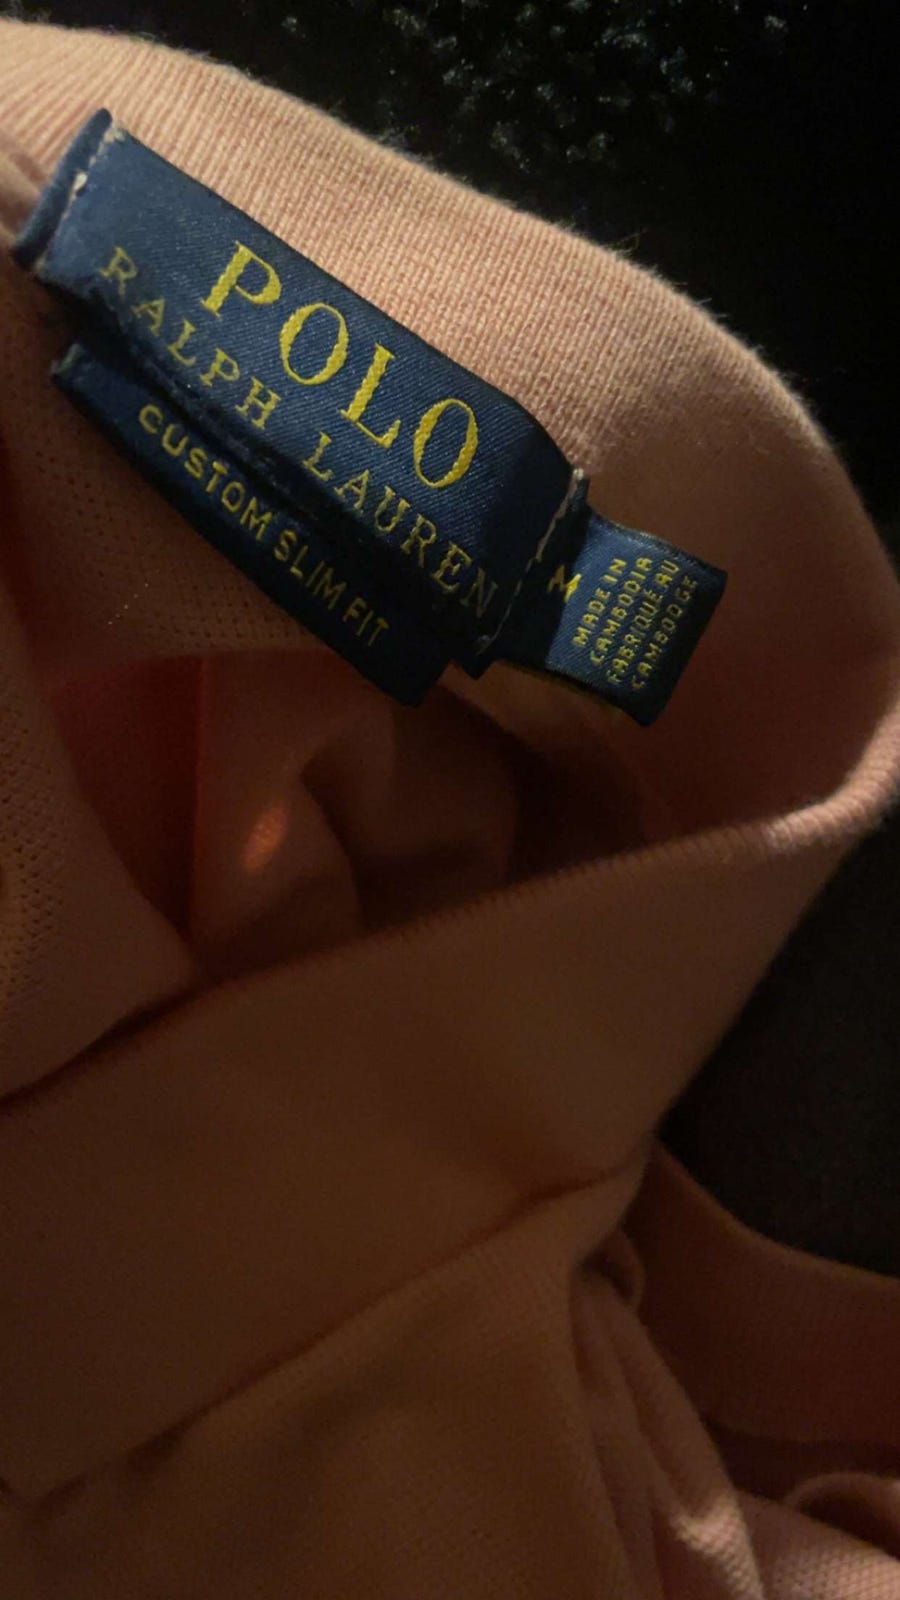 POLO
RALPH LAUREN
CUSTOM SLIM FIT
M
MADE IN
CAMBODIA
FABRIQUÉ AU
CAMBODGE